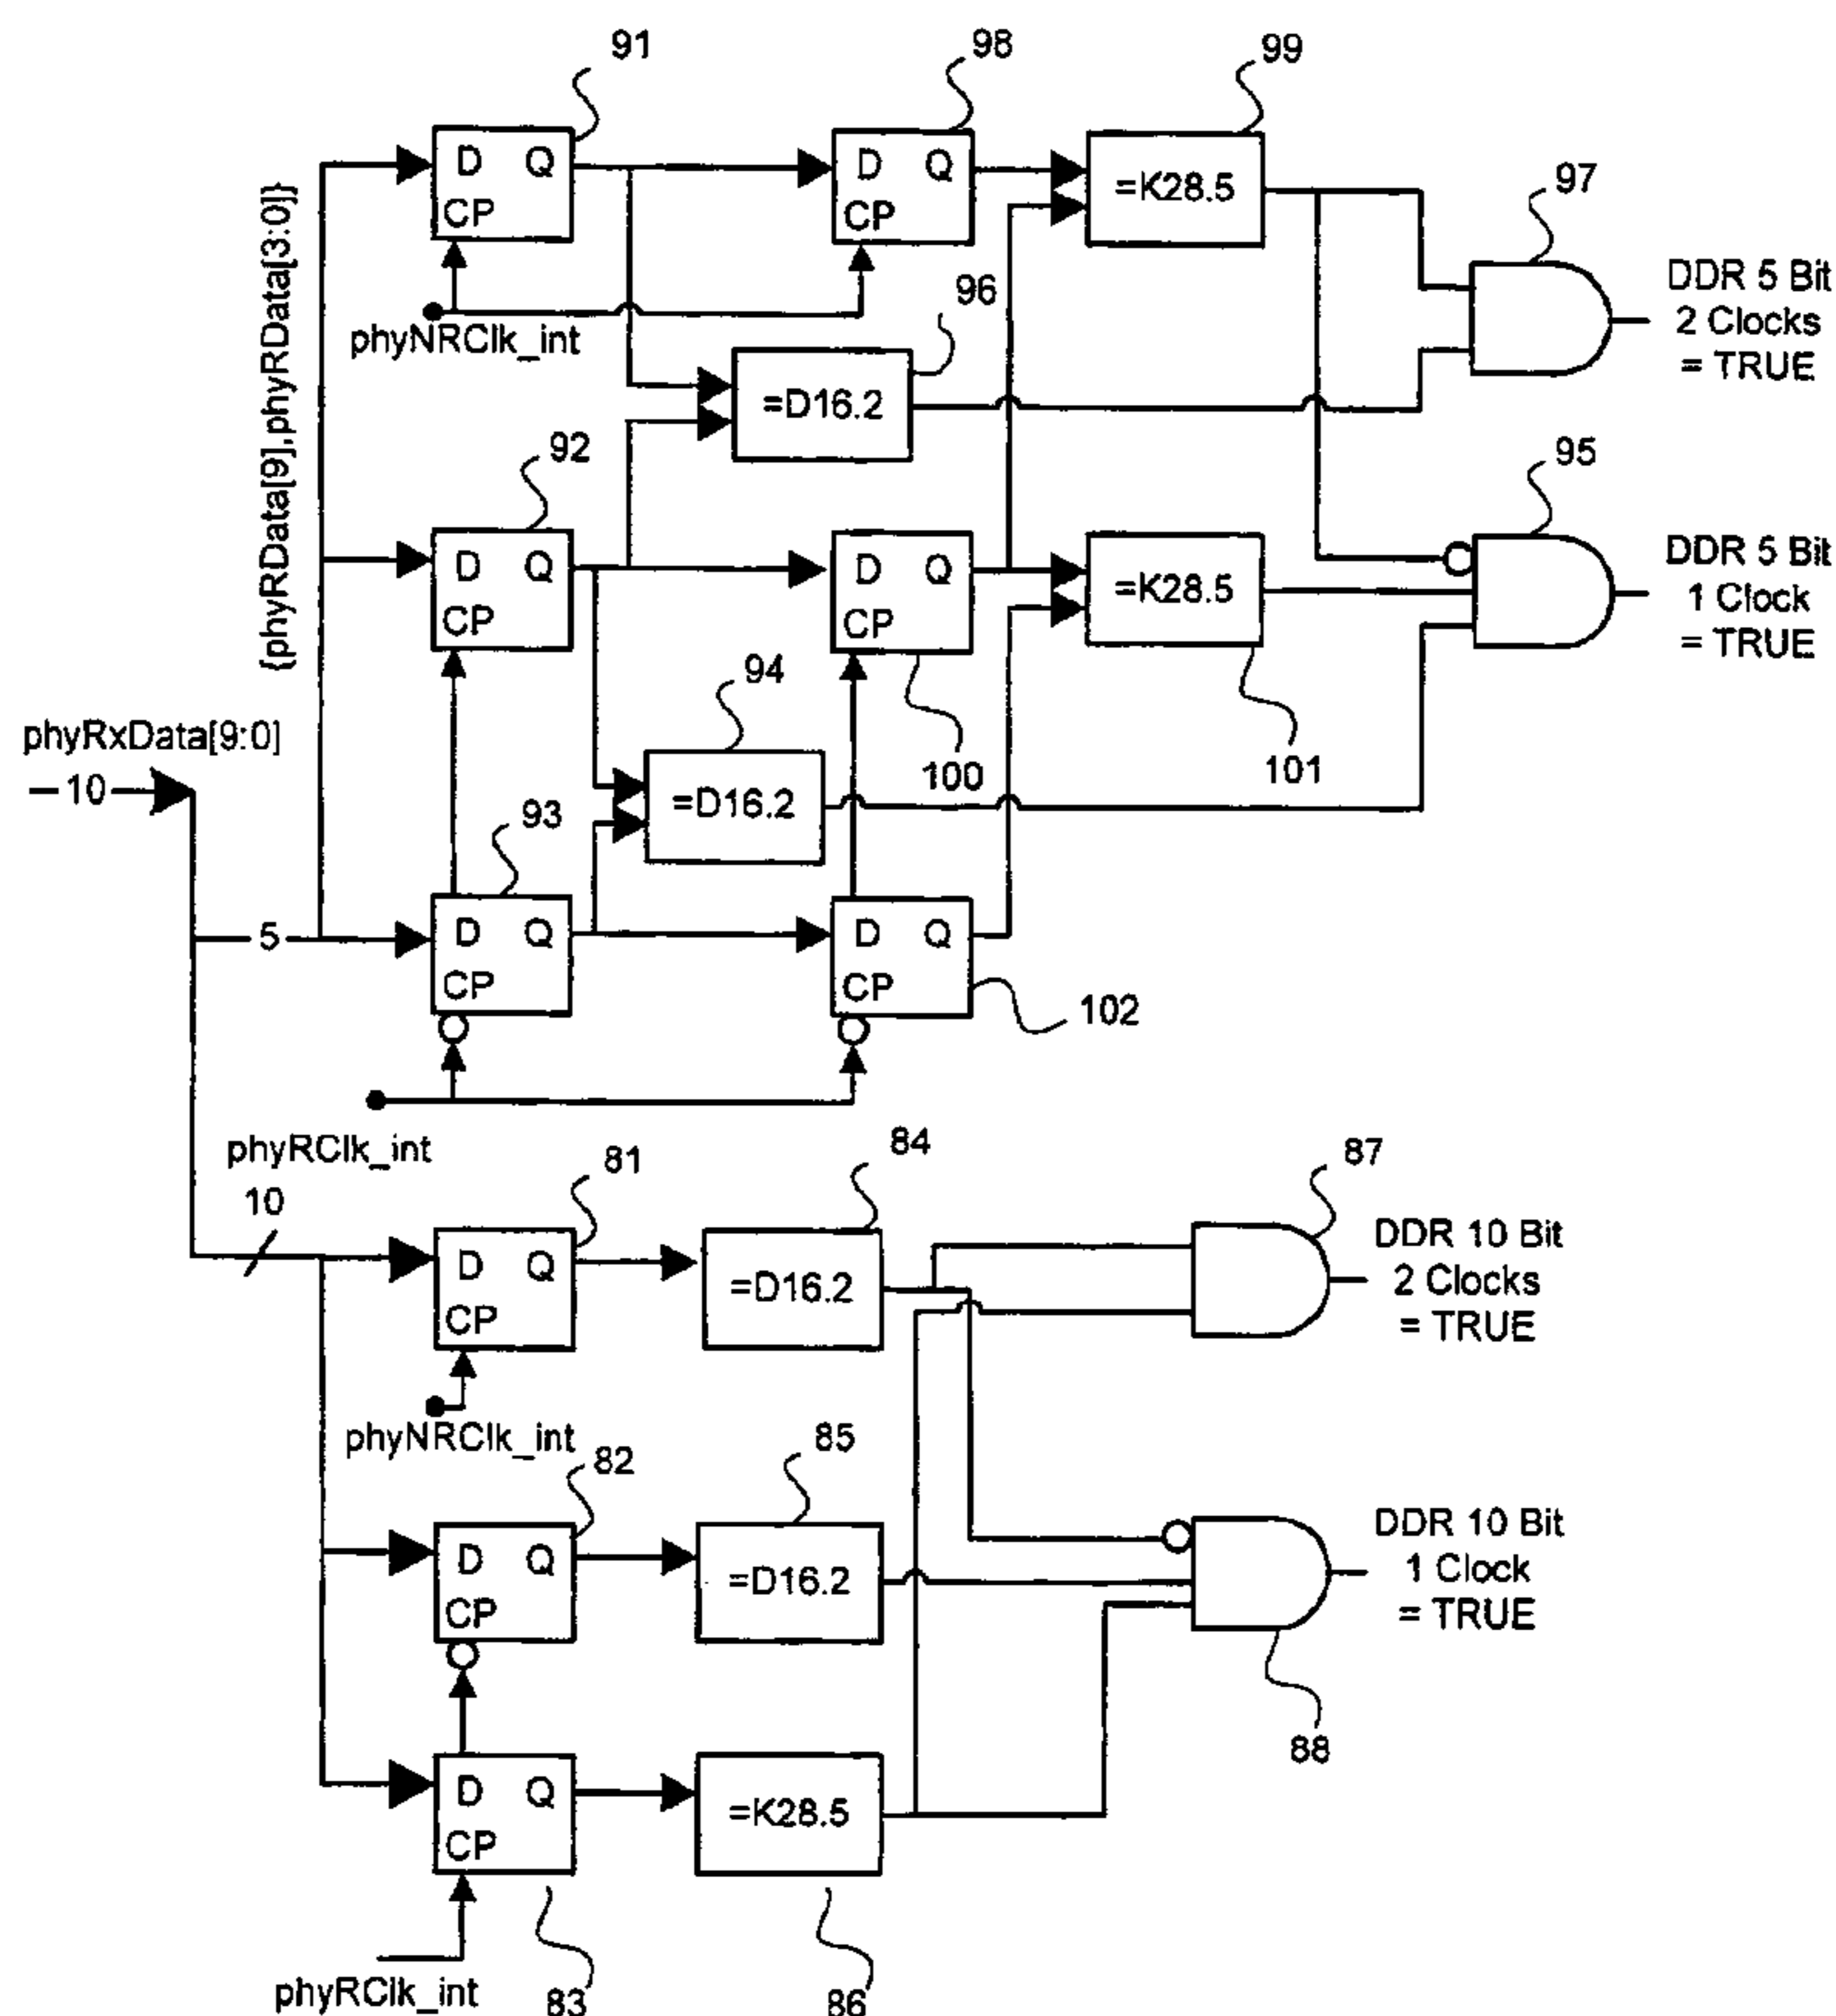 91
98
99
D Q
CP
D Q
CP
=K28.5
97
{phyRData[9],phyRData[3:0]}
phyNRClk_int
96
DDR 5 Bit
2 Clocks
= TRUE
=D16.2
92
95
D Q
CP
D Q
CP
=K28.5
DDR 5 Bit
1 Clock
= TRUE
94
phyRxData[9:0]
10
100
101
=D16.2
93
5
D Q
CP
D Q
CP
102
phyRClk_int
10
81
84
87
D Q
CP
=D16.2
DDR 10 Bit
2 Clocks
= TRUE
phyNRClk_int
82
85
D Q
CP
=D16.2
DDR 10 Bit
1 Clock
= TRUE
88
D Q
CP
=K28.5
phyRClk_int
83
86